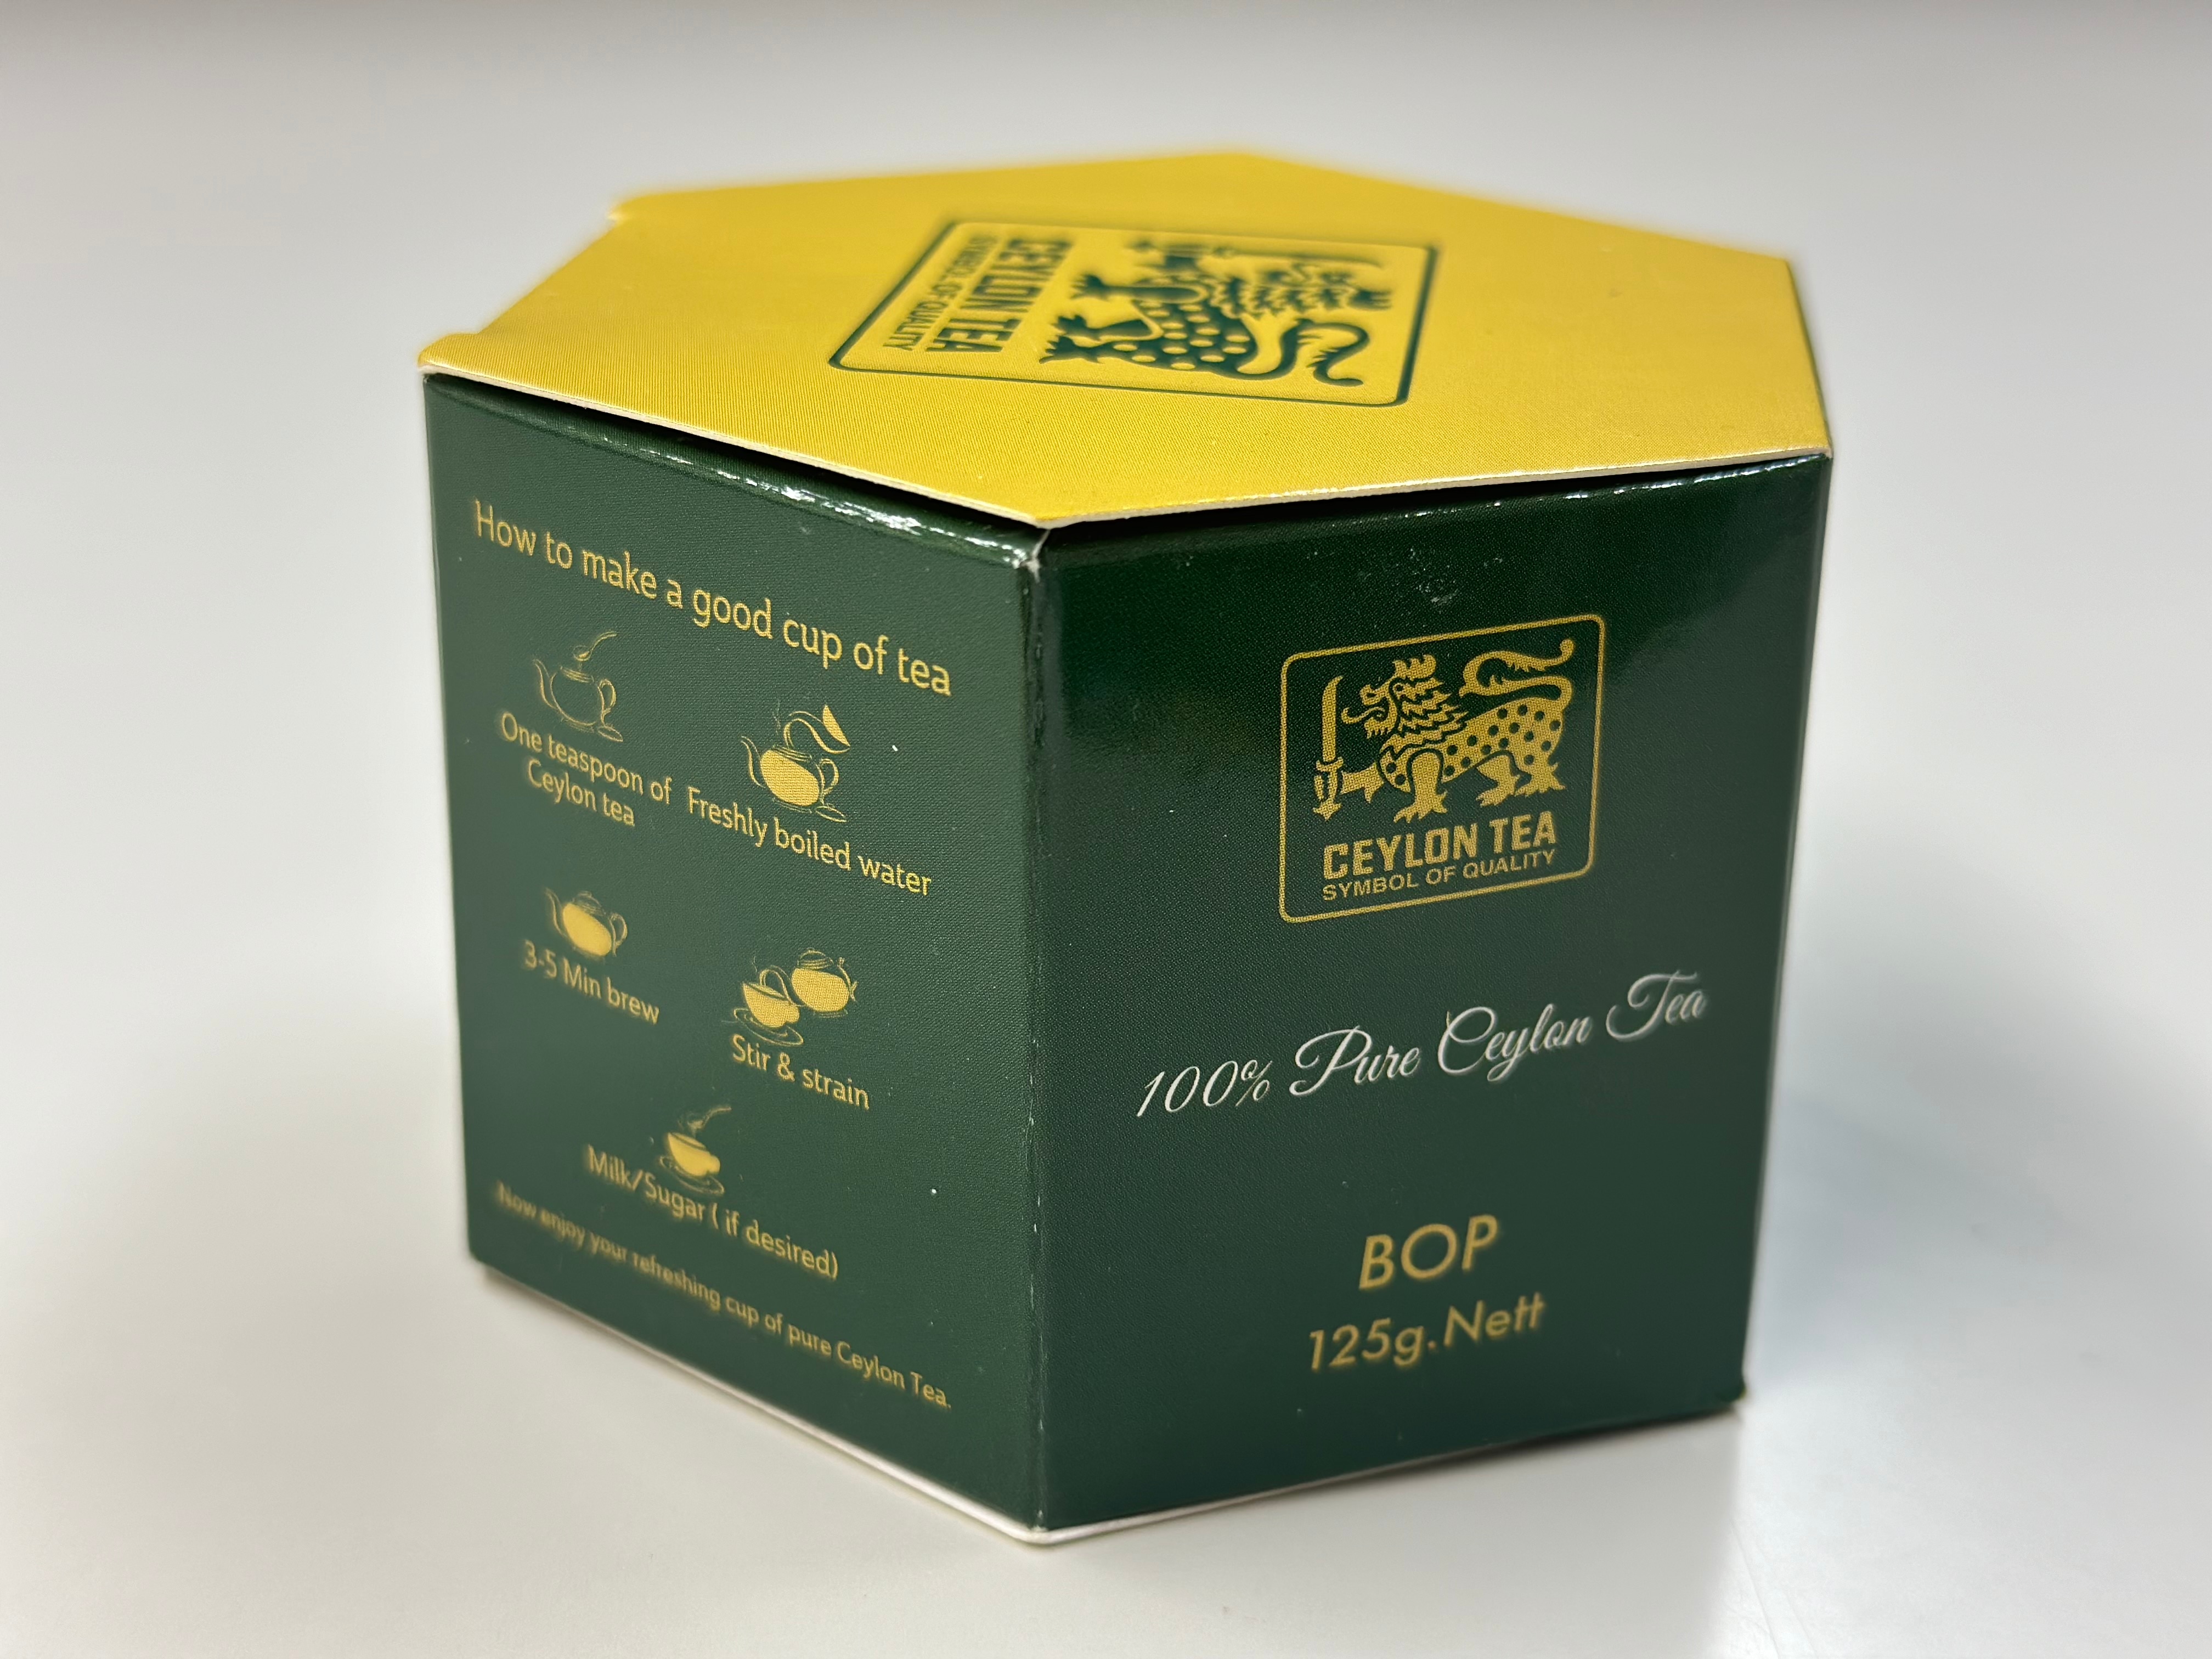 CEYLON TEA
SYMBOL OF QUALITY
How to make a good cup of tea
One teaspoon of
Ceylon tea
Freshly boiled water
3-5 Min brew
Stir & strain
Milk/Sugar ( if desired)
Now enjoy your refreshing cup of pure Ceylon Tea.
CEYLON TEA
SYMBOL OF QUALITY
100% Pure Ceylon Tea
BOP
125g.Nett